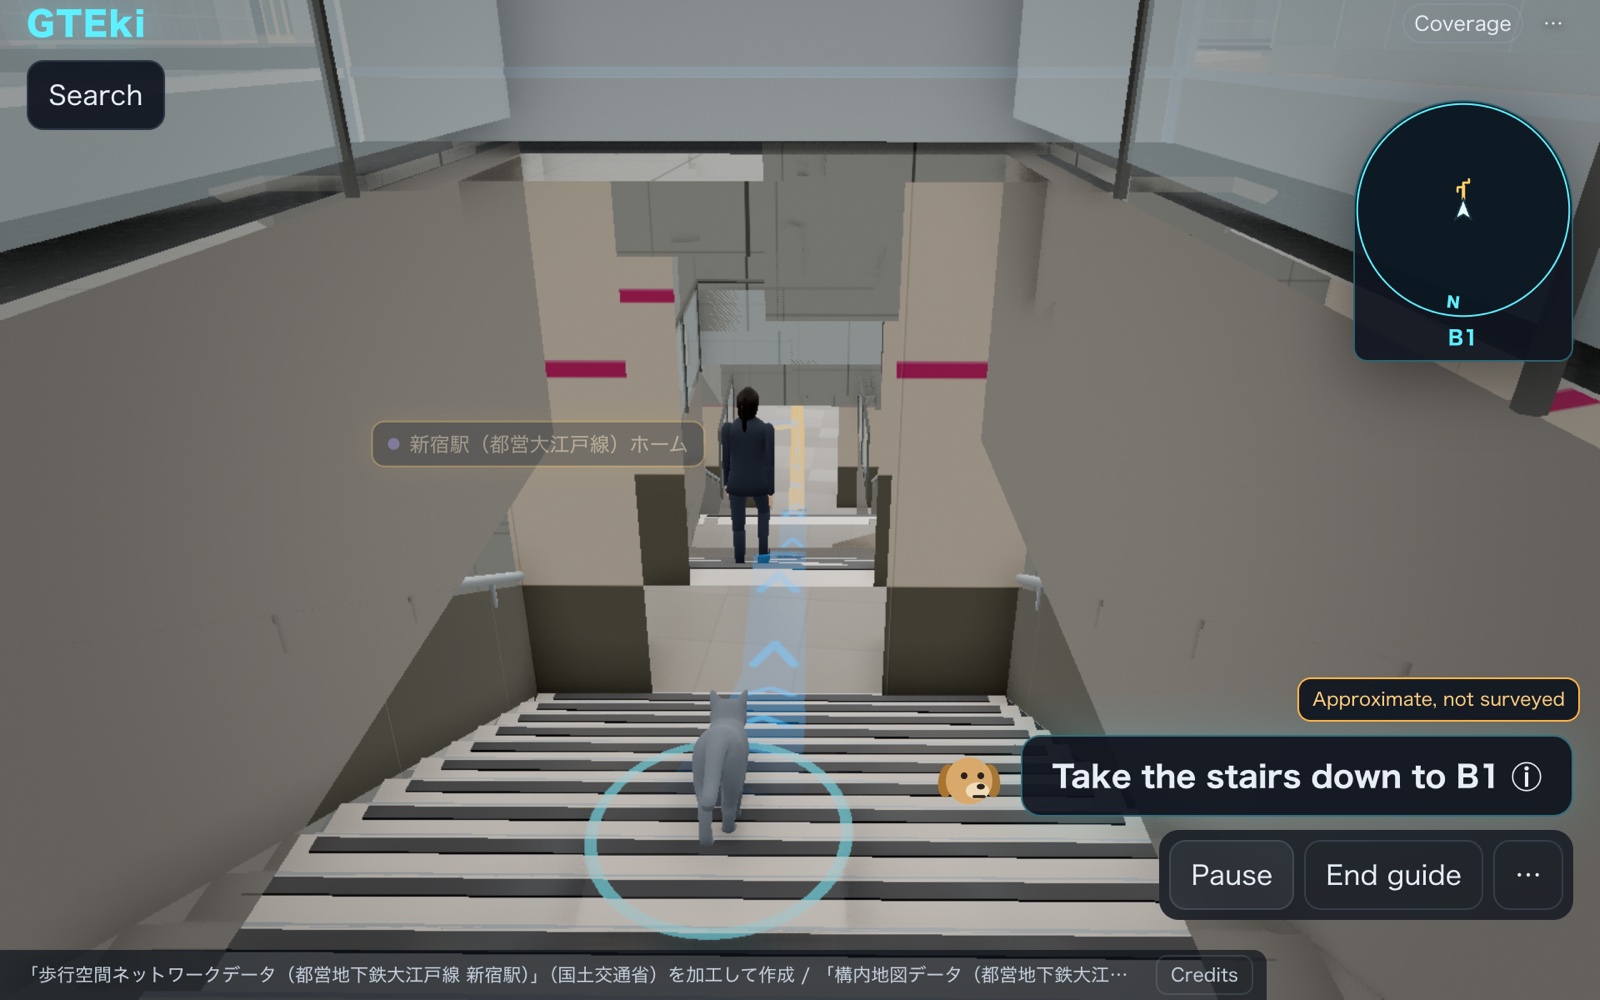 GTEki
Coverage
…
Search
N
B1
新宿駅（都営大江戸線）ホーム
Approximate, not surveyed
Take the stairs down to B1 ⓘ
Pause
End guide
…
「歩行空間ネットワークデータ（都営地下鉄大江戸線 新宿駅）」（国土交通省）を加工して作成 / 「構内地図データ（都営地下鉄大江…
Credits